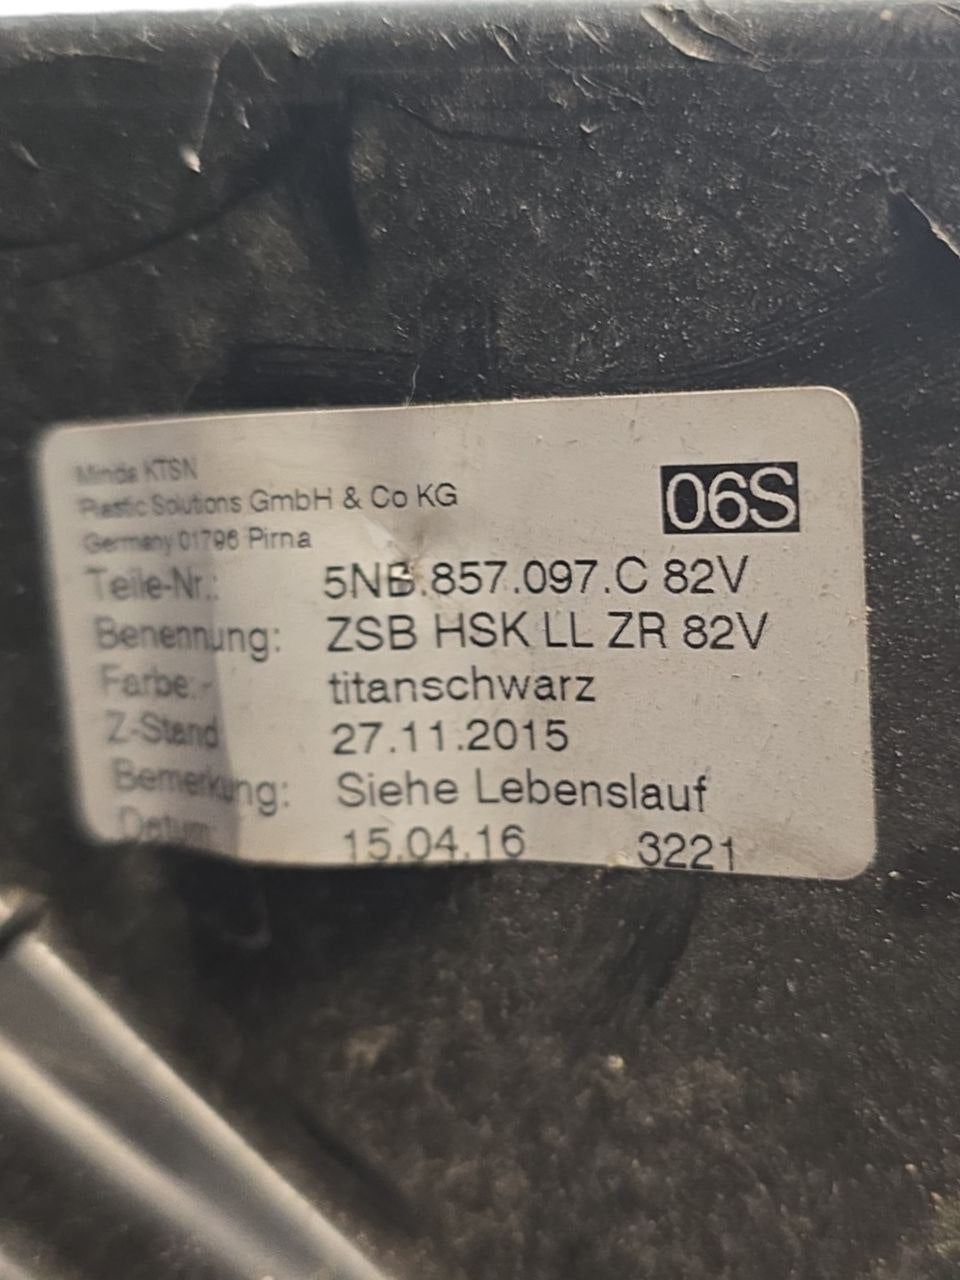 Minda KTSN
Plastic Solutions GmbH & Co KG
06S
Germany 01796 Pirna
Teile-Nr.: 5NB.857.097.C 82V
Benennung: ZSB HSK LL ZR 82V
Farbe: titanschwarz
Z-Stand 27.11.2015
Bemerkung: Siehe Lebenslauf
Datum: 15.04.16 3221